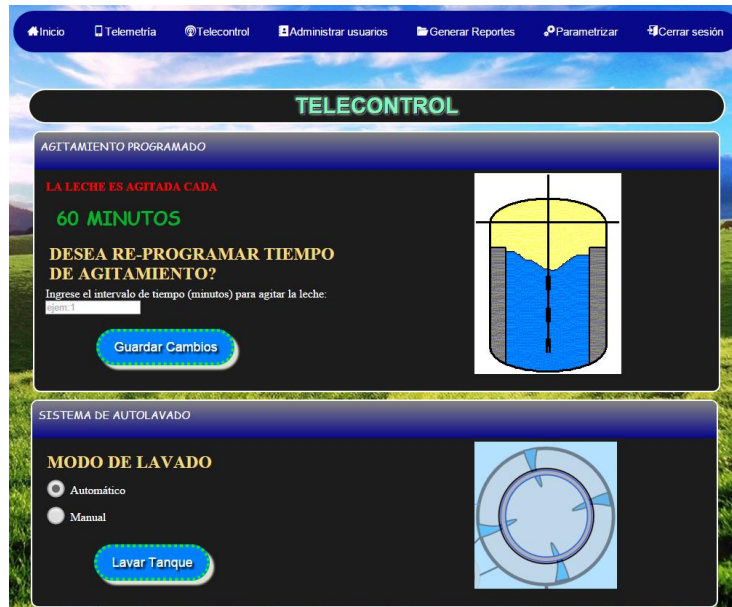 Inicio Telemetría Telecontrol Administrar usuarios Generar Reportes Parametrizar Cerrar sesión
TELECONTROL
AGITAMIENTO PROGRAMADO
LA LECHE ES AGITADA CADA
60 MINUTOS
DESEA RE-PROGRAMAR TIEMPO
DE AGITAMIENTO?
Ingrese el intervalo de tiempo (minutos) para agitar la leche:
ejem:1
Guardar Cambios
SISTEMA DE AUTOLAVADO
MODO DE LAVADO
Automático
Manual
Lavar Tanque